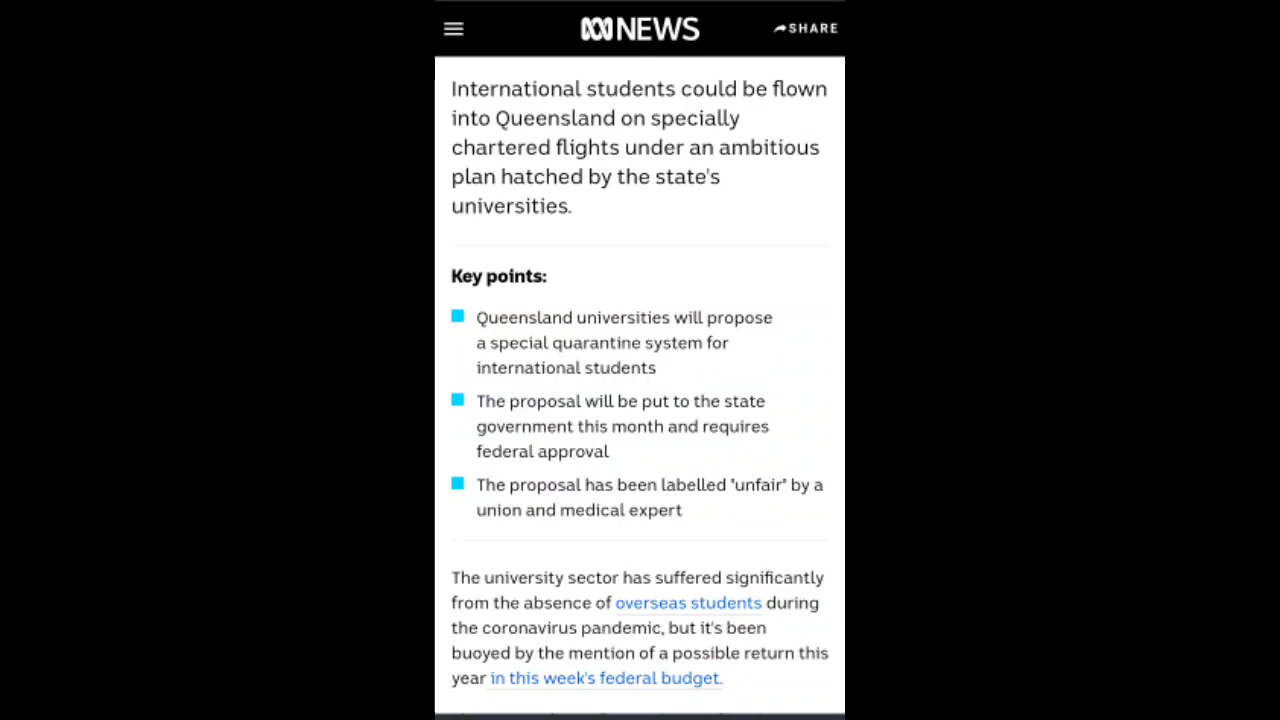 NEWS
SHARE
International students could be flown
into Queensland on specially
chartered flights under an ambitious
plan hatched by the state's
universities.
Key points:
Queensland universities will propose
a special quarantine system for
international students
The proposal will be put to the state
government this month and requires
federal approval
The proposal has been labelled "unfair" by a
union and medical expert
The university sector has suffered significantly
from the absence of overseas students during
the coronavirus pandemic, but it's been
buoyed by the mention of a possible return this
year in this week's federal budget.